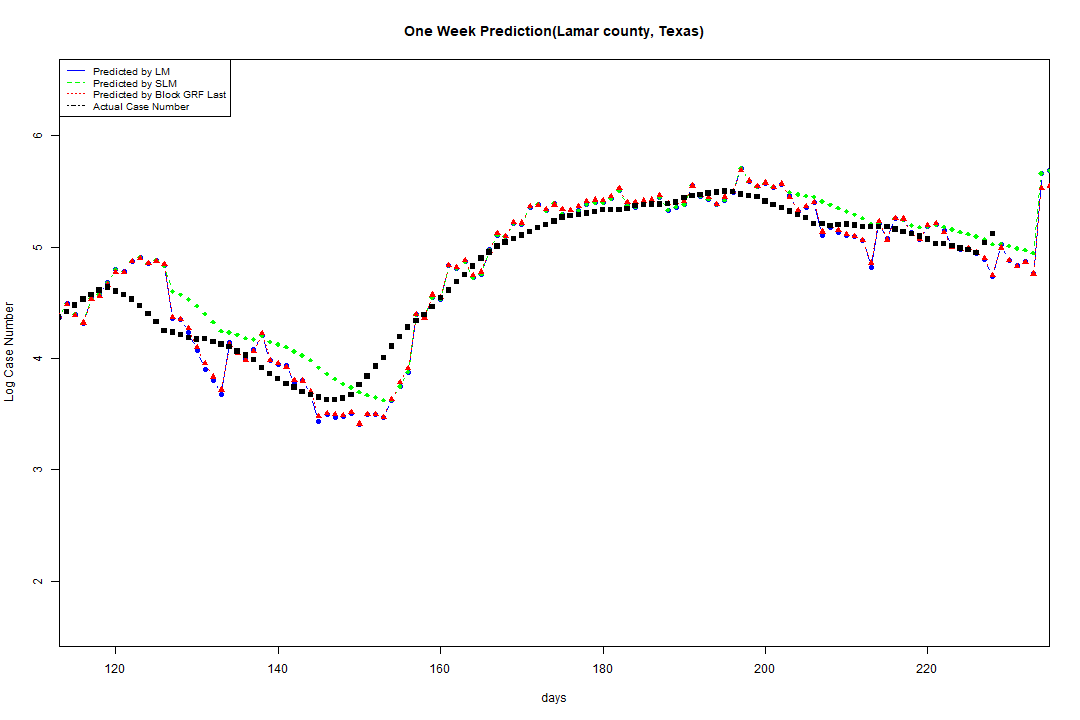 One Week Prediction(Lamar county, Texas)
Predicted by LM
Predicted by SLM
Predicted by Block GRF Last
Actual Case Number
6
5
4
3
2
Log Case Number
120 140 160 180 200 220
days